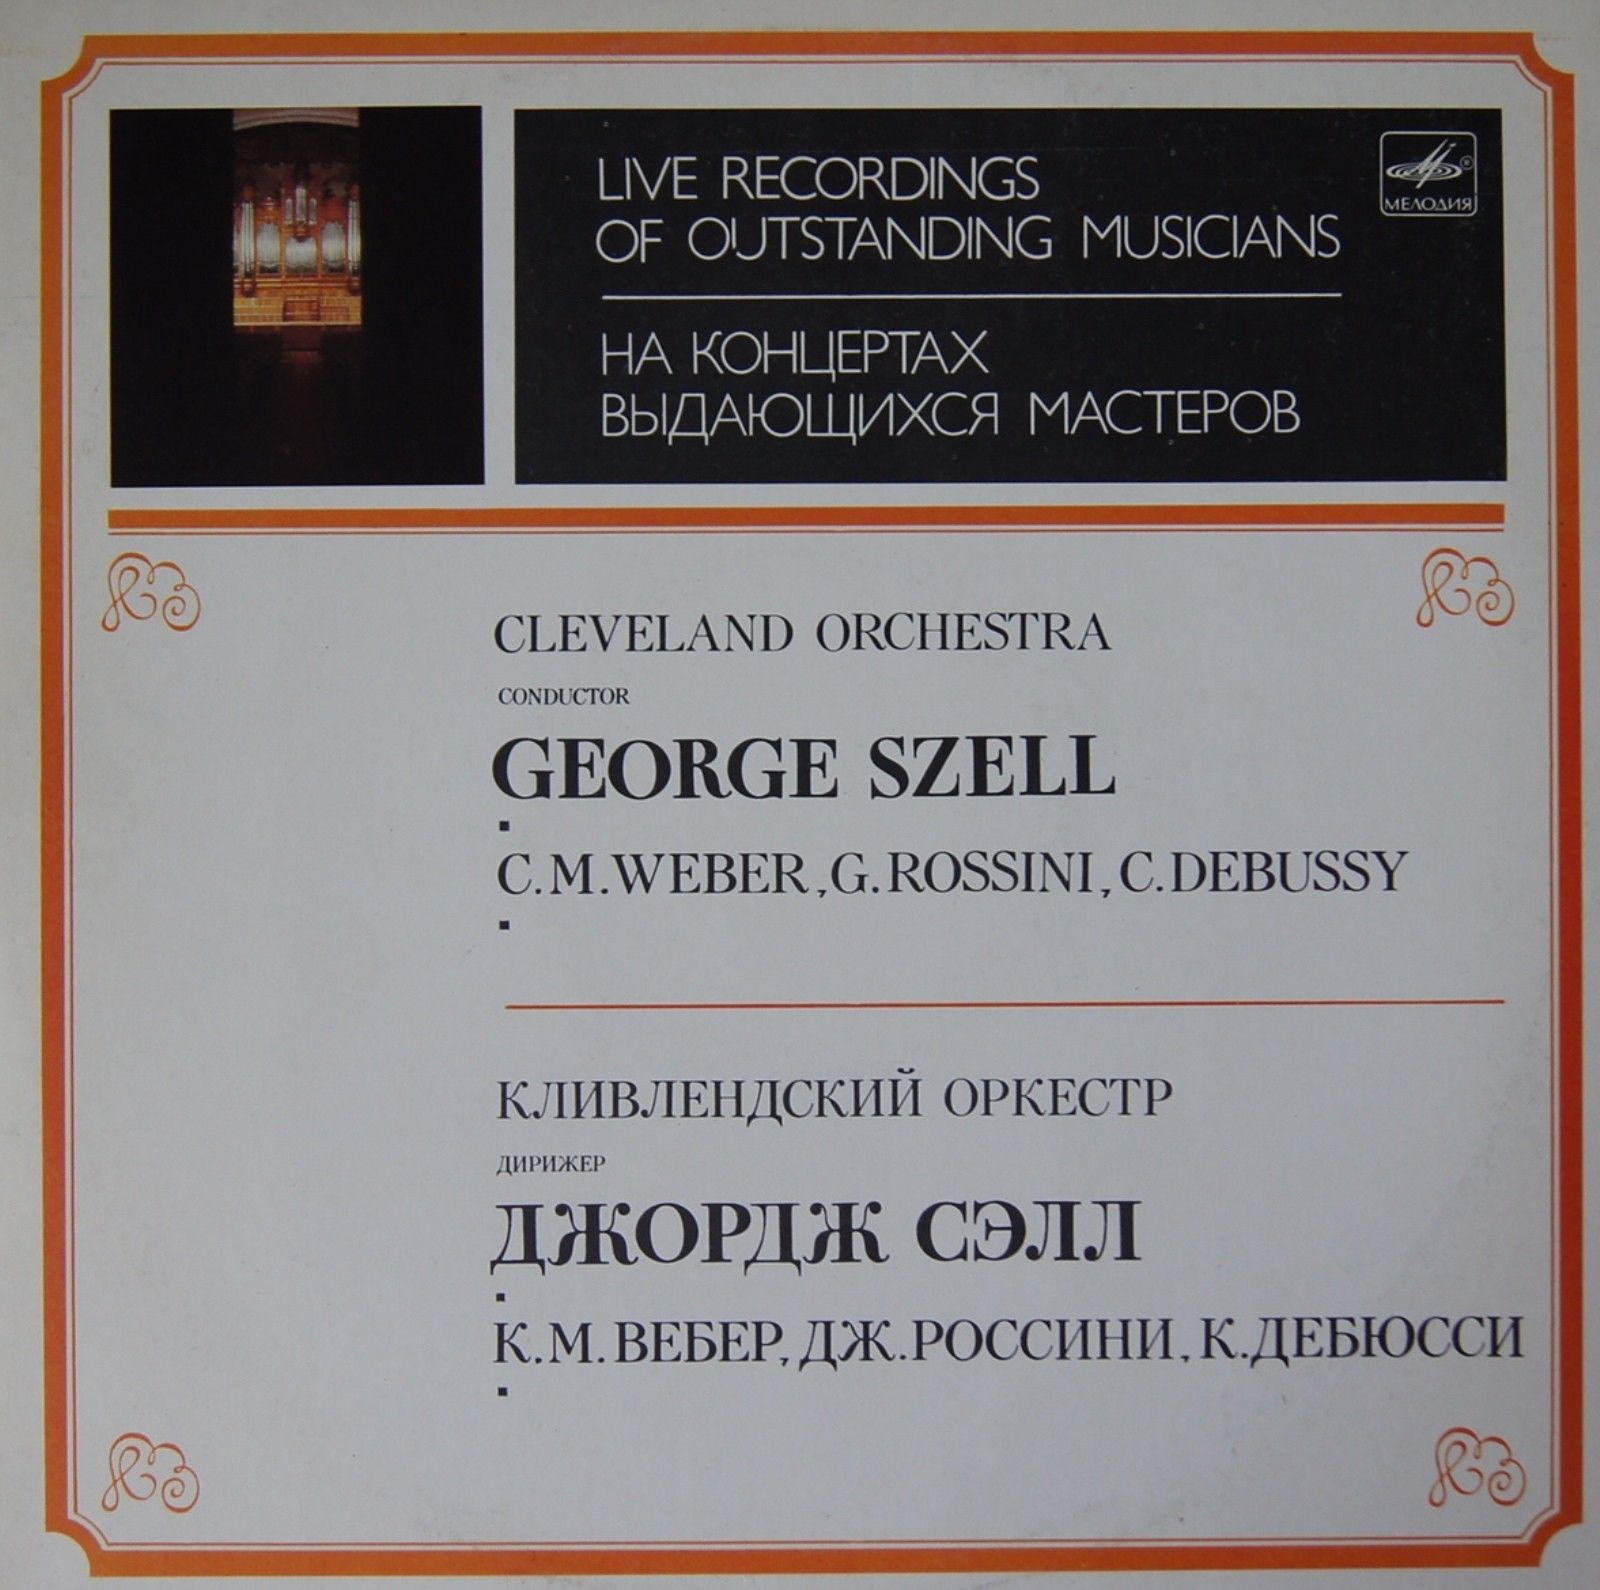 LIVE RECORDINGS
OF OUTSTANDING MUSICIANS
МЕЛОДИЯ
НА КОНЦЕРТАХ
ВЫДАЮЩИХСЯ МАСТЕРОВ
CLEVELAND ORCHESTRA
CONDUCTOR
GEORGE SZELL
C.M.WEBER,G.ROSSINI,C.DEBUSSY
КЛИВЛЕНДСКИЙ ОРКЕСТР
ДИРИЖЕР
ДЖОРДЖ СЭЛЛ
К.М.ВЕБЕР,ДЖ.РОССИНИ,К.ДЕБЮССИ